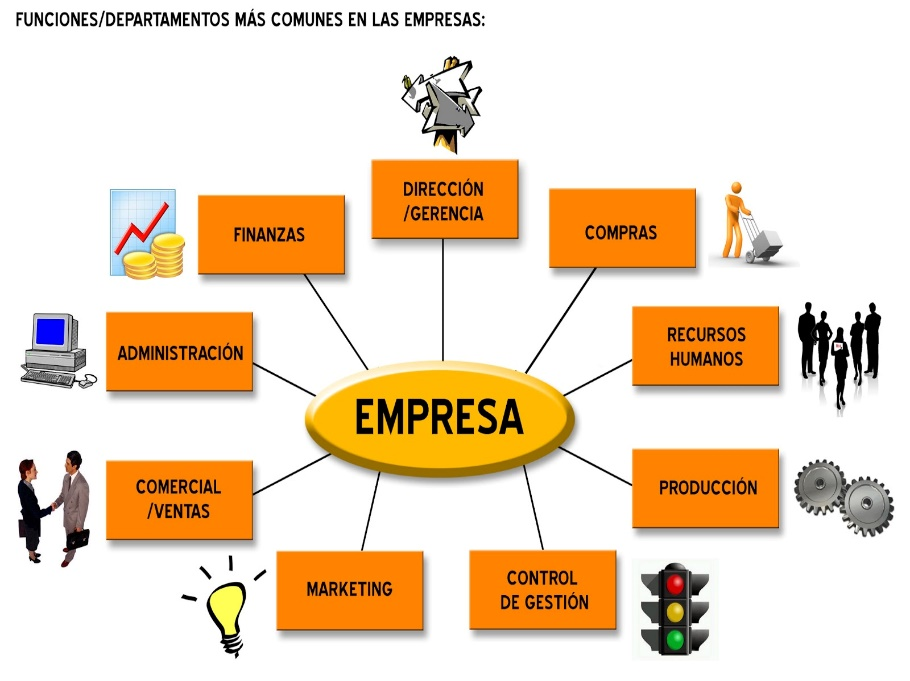 FUNCIONES/DEPARTAMENTOS MÁS COMUNES EN LAS EMPRESAS:
DIRECCIÓN
/GERENCIA
FINANZAS
COMPRAS
ADMINISTRACIÓN
RECURSOS
HUMANOS
EMPRESA
COMERCIAL
/VENTAS
PRODUCCIÓN
MARKETING
CONTROL
DE GESTIÓN